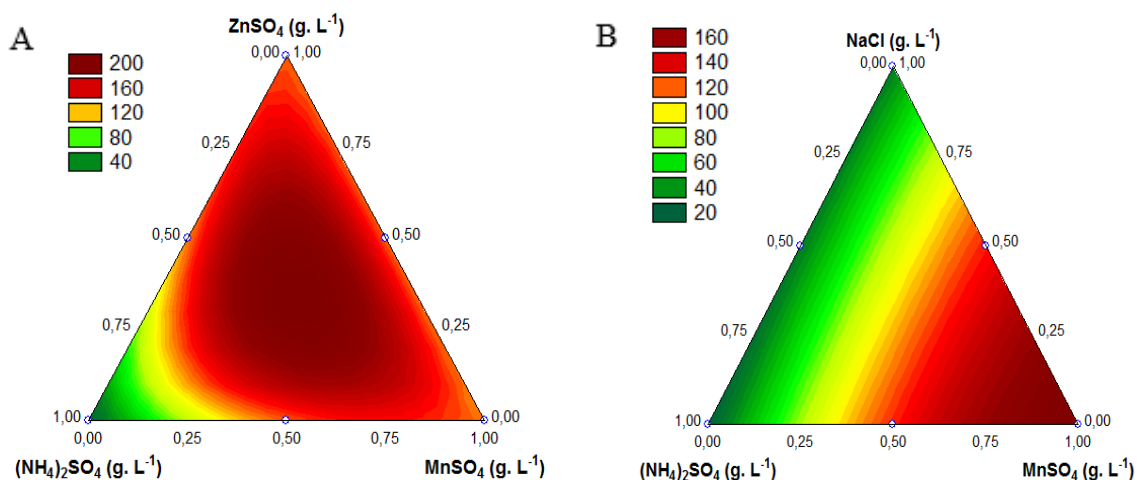 A
ZnSO4 (g. L-1)
200
160
120
80
40
0,00 1,00
0,25 0,75
0,50 0,50
0,75 0,25
1,00 0,00
0,00 0,25 0,50 0,75 1,00
(NH4)2SO4 (g. L-1) MnSO4 (g. L-1)
B
NaCl (g. L-1)
160
140
120
100
80
60
40
20
0,00 1,00
0,25 0,75
0,50 0,50
0,75 0,25
1,00 0,00
0,00 0,25 0,50 0,75 1,00
(NH4)2SO4 (g. L-1) MnSO4 (g. L-1)